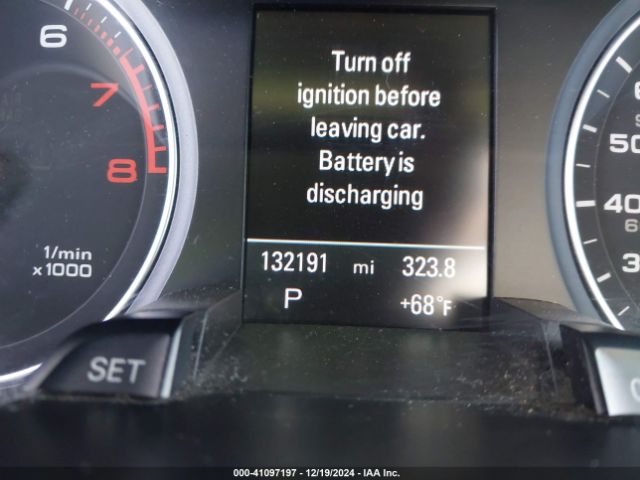 6
7
8
1/min
x1000
Turn off
ignition before
leaving car.
Battery is
discharging
132191 mi 323.8
P +68°F
50
40
30
SET
000-41097197 - 12/19/2024 - IAA Inc.